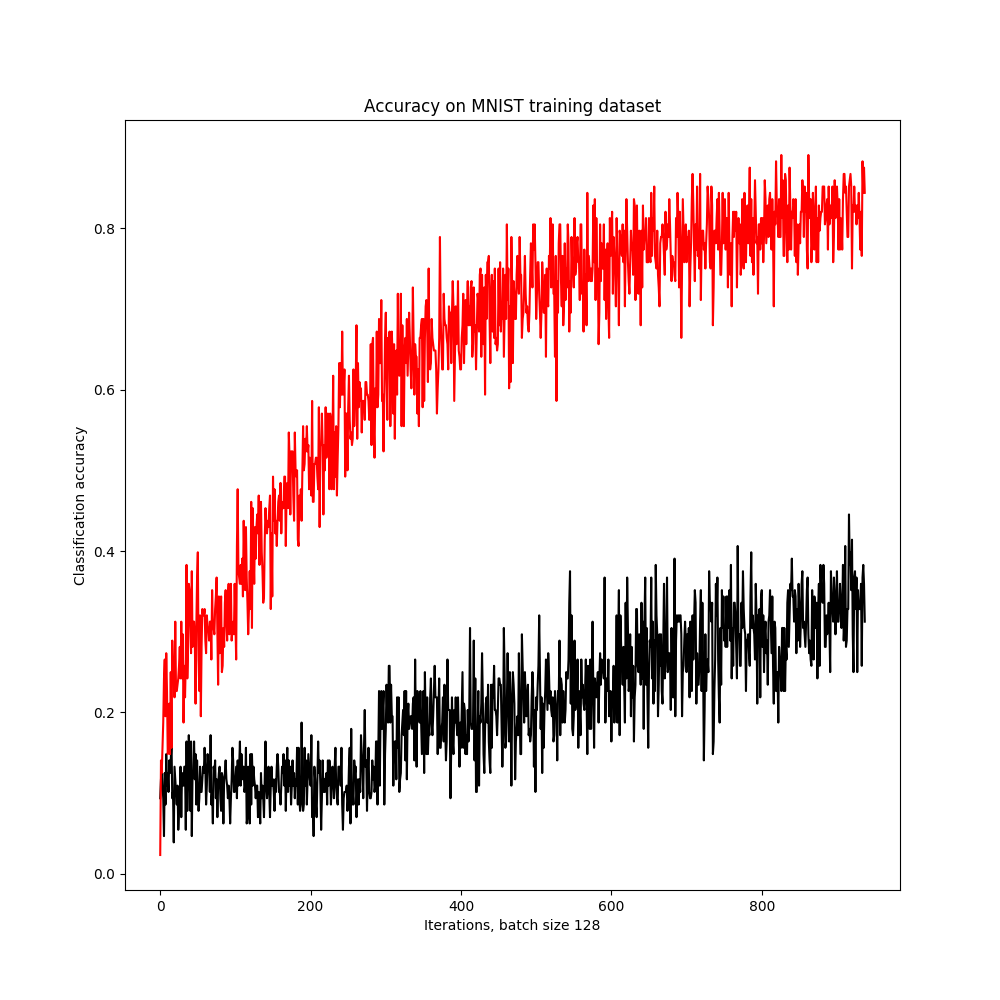 Accuracy on MNIST training dataset
Classification accuracy
0.8
0.6
0.4
0.2
0.0
0 200 400 600 800
Iterations, batch size 128